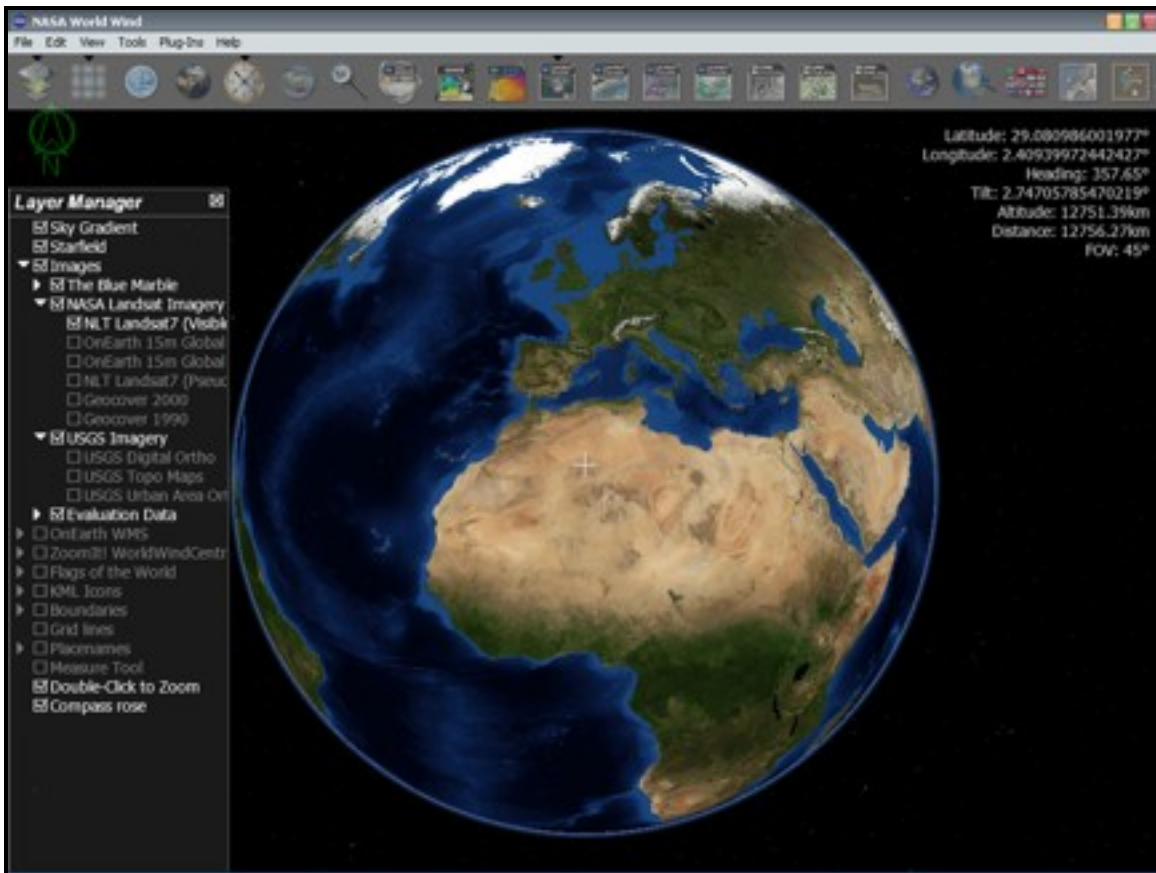 NASA World Wind
File Edit View Tools Plug-Ins Help
N
Latitude: 29.080986001977°
Longitude: 2.40939972442427°
Heading: 357.65°
Tilt: 2.74705785470219°
Altitude: 12751.39km
Distance: 12756.27km
FOV: 45°
Layer Manager
Sky Gradient
Starfield
Images
The Blue Marble
NASA Landsat Imagery
NLT Landsat7 (Visibl
OnEarth 15m Global
OnEarth 15m Global
NLT Landsat7 (Pseuc
Geocover 2000
Geocover 1990
USGS Imagery
USGS Digital Ortho
USGS Topo Maps
USGS Urban Area Ort
Evaluation Data
OnEarth WMS
ZoomIt! WorldWindCentr
Flags of the World
KML Icons
Boundaries
Grid lines
Placenames
Measure Tool
Double-Click to Zoom
Compass rose